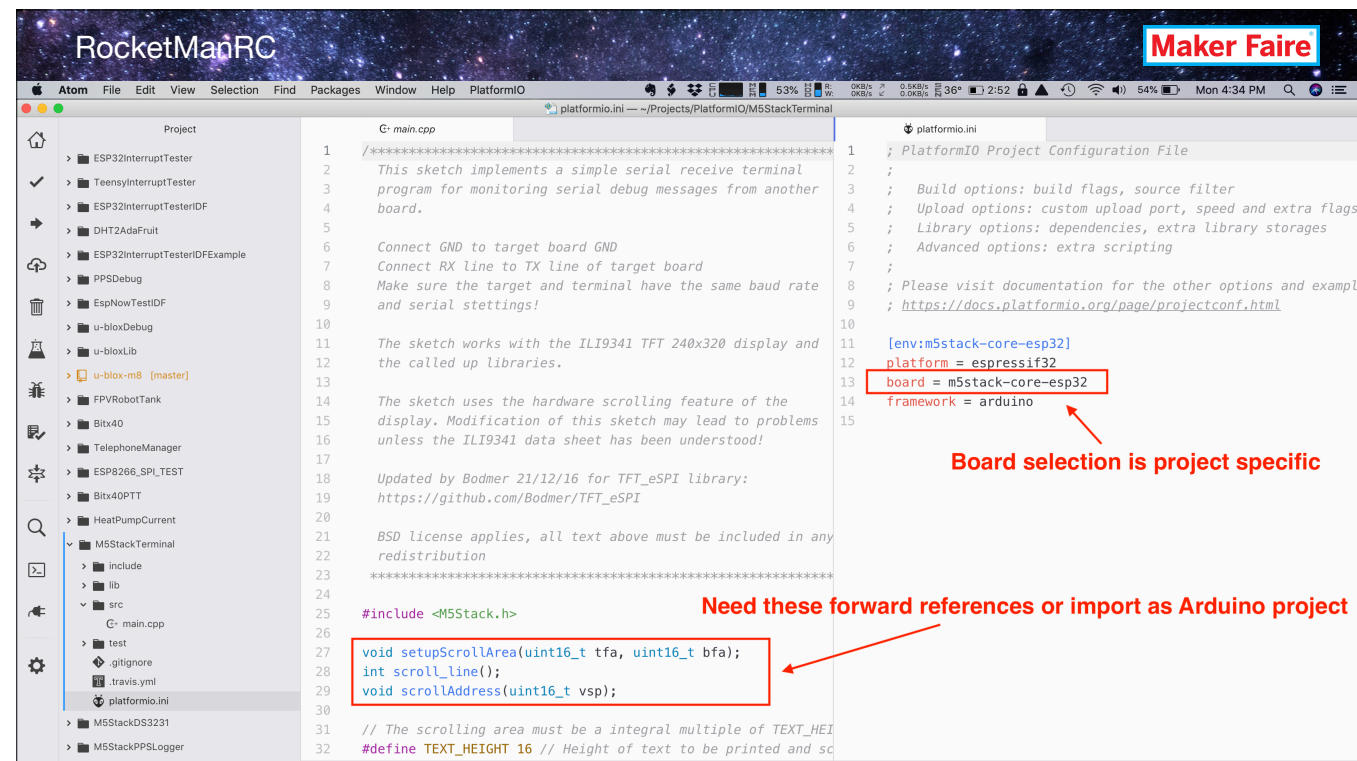 RocketManRC
Maker Faire
Atom File Edit View Selection Find Packages Window Help PlatformIO 53% R: 0KB/s 0KB/s 0.5KB/s 0.0KB/s 36° 2:52 54% Mon 4:34 PM
platformio.ini — ~/Projects/PlatformIO/M5StackTerminal
Project
ESP32InterruptTester
TeensyInterruptTester
ESP32InterruptTesterIDF
DHT2AdaFruit
ESP32InterruptTesterIDFExample
PPSDebug
EspNowTestIDF
u-bloxDebug
u-bloxLib
u-blox-m8 [master]
FPVRobotTank
Bitx40
TelephoneManager
ESP8266_SPI_TEST
Bitx40PTT
HeatPumpCurrent
M5StackTerminal
include
lib
src
main.cpp
test
.gitignore
.travis.yml
platformio.ini
M5StackDS3231
M5StackPPSLogger
main.cpp
1 /************************************************************
2 This sketch implements a simple serial receive terminal
3 program for monitoring serial debug messages from another
4 board.
5
6 Connect GND to target board GND
7 Connect RX line to TX line of target board
8 Make sure the target and terminal have the same baud rate
9 and serial stettings!
10
11 The sketch works with the ILI9341 TFT 240x320 display and
12 the called up libraries.
13
14 The sketch uses the hardware scrolling feature of the
15 display. Modification of this sketch may lead to problems
16 unless the ILI9341 data sheet has been understood!
17
18 Updated by Bodmer 21/12/16 for TFT_eSPI library:
19 https://github.com/Bodmer/TFT_eSPI
20
21 BSD license applies, all text above must be included in any
22 redistribution
23 ************************************************************
24
25 #include <M5Stack.h>
26
27 void setupScrollArea(uint16_t tfa, uint16_t bfa);
28 int scroll_line();
29 void scrollAddress(uint16_t vsp);
30
31 // The scrolling area must be a integral multiple of TEXT_HEI
32 #define TEXT_HEIGHT 16 // Height of text to be printed and sc
platformio.ini
1 ; PlatformIO Project Configuration File
2 ;
3 ; Build options: build flags, source filter
4 ; Upload options: custom upload port, speed and extra flags
5 ; Library options: dependencies, extra library storages
6 ; Advanced options: extra scripting
7 ;
8 ; Please visit documentation for the other options and exampl
9 ; https://docs.platformio.org/page/projectconf.html
10
11 [env:m5stack-core-esp32]
12 platform = espressif32
13 board = m5stack-core-esp32
14 framework = arduino
15
Board selection is project specific
Need these forward references or import as Arduino project